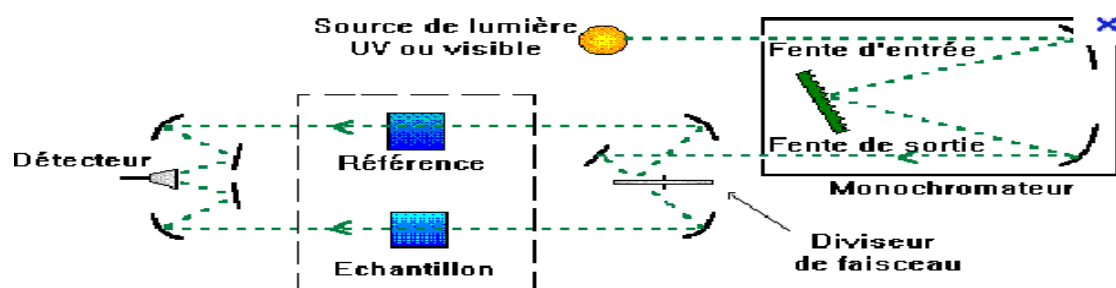 Source de lumière
UV ou visible
Fente d'entrée
Fente de sortie
Monochromateur
Détecteur
Référence
Echantillon
Diviseur
de faisceau